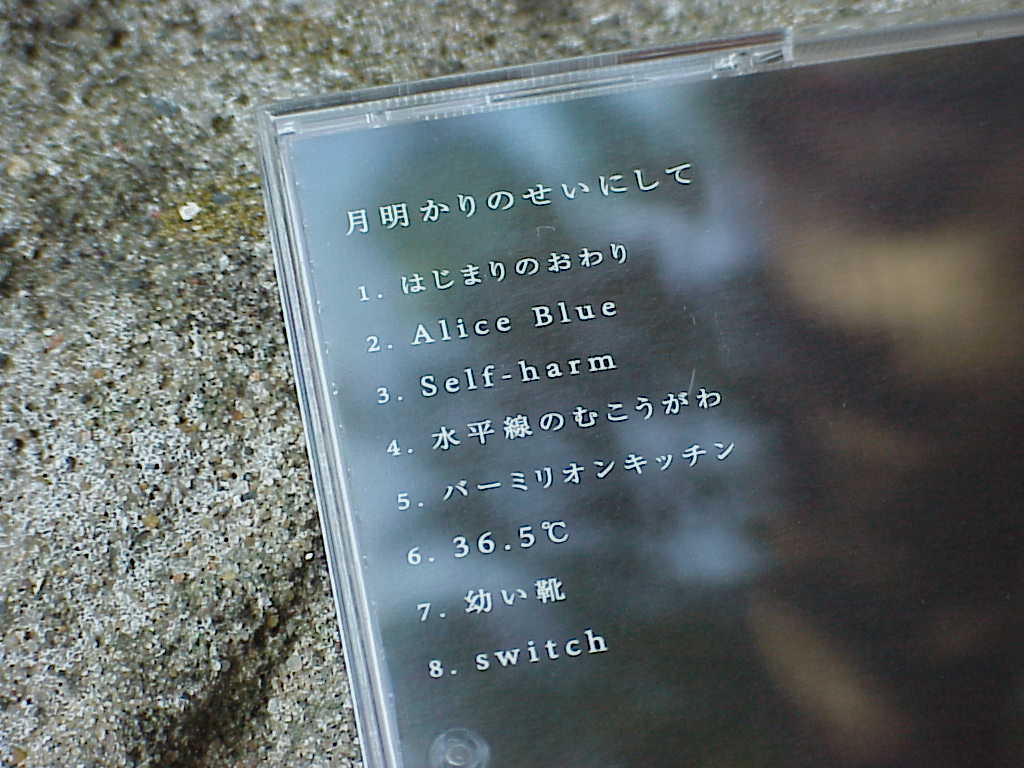 月明かりのせいにして
1. はじまりのおわり
2. Alice Blue
3. Self-harm
4. 水平線のむこうがわ
5. バーミリオンキッチン
6. 36.5℃
7. 幼い靴
8. switch